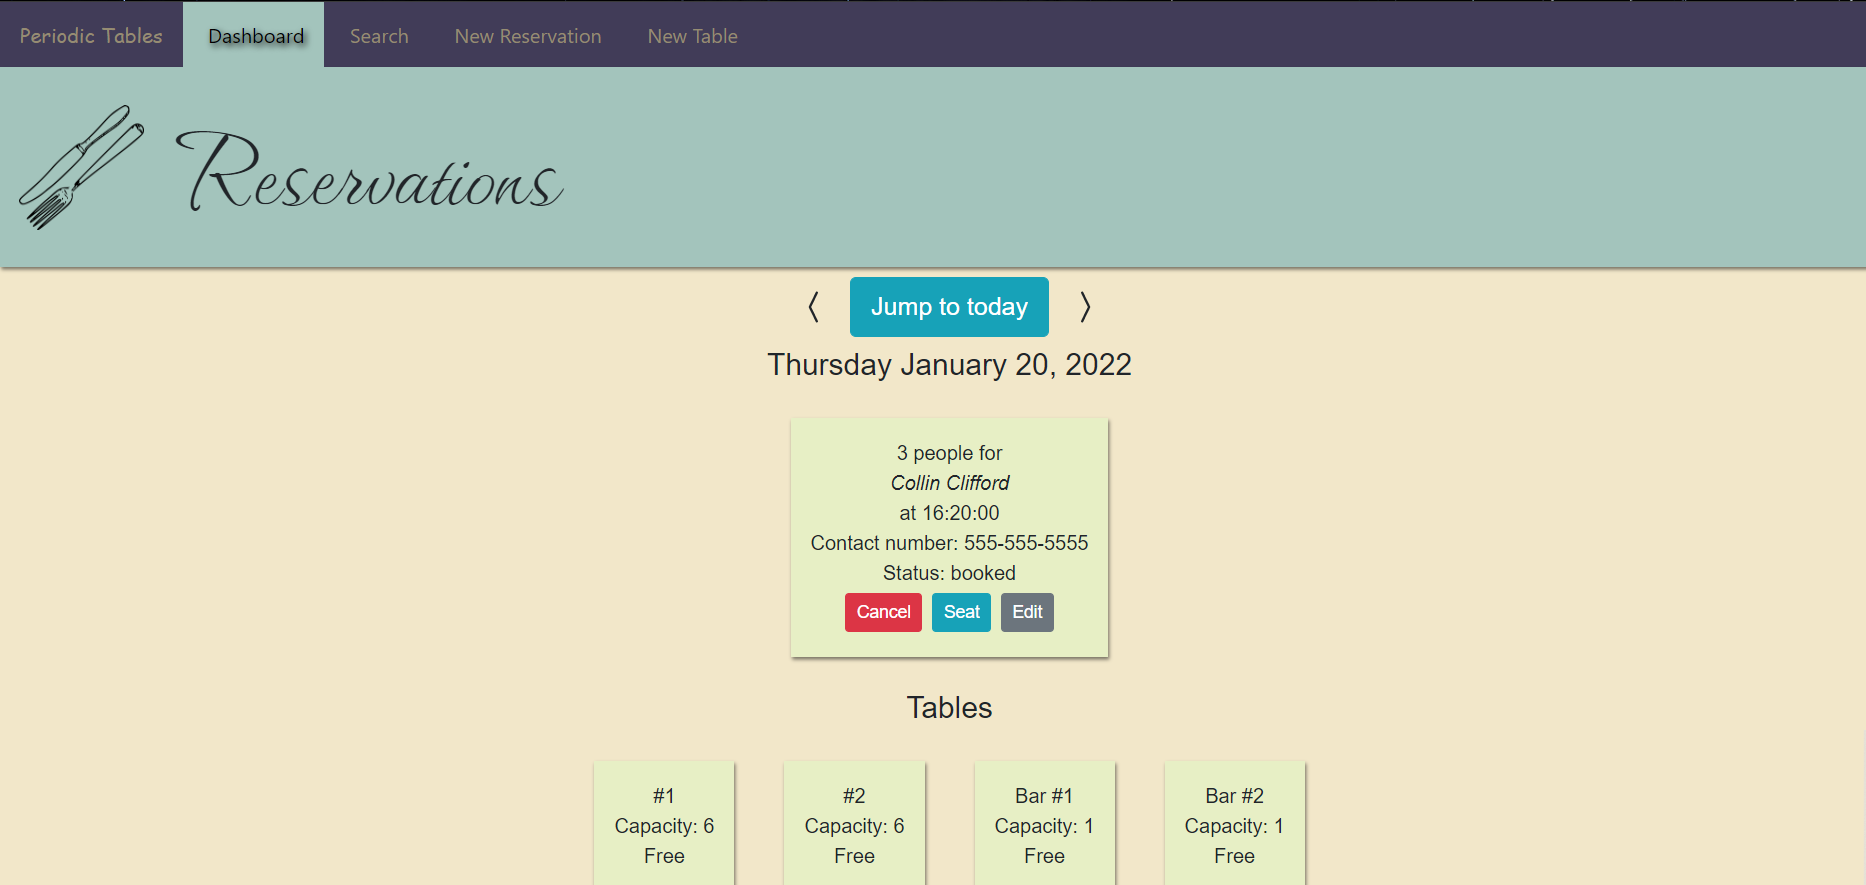 Periodic Tables Dashboard Search New Reservation New Table
Reservations
〈 Jump to today 〉
Thursday January 20, 2022
3 people for
Collin Clifford
at 16:20:00
Contact number: 555-555-5555
Status: booked
Cancel Seat Edit
Tables
#1
Capacity: 6
Free
#2
Capacity: 6
Free
Bar #1
Capacity: 1
Free
Bar #2
Capacity: 1
Free